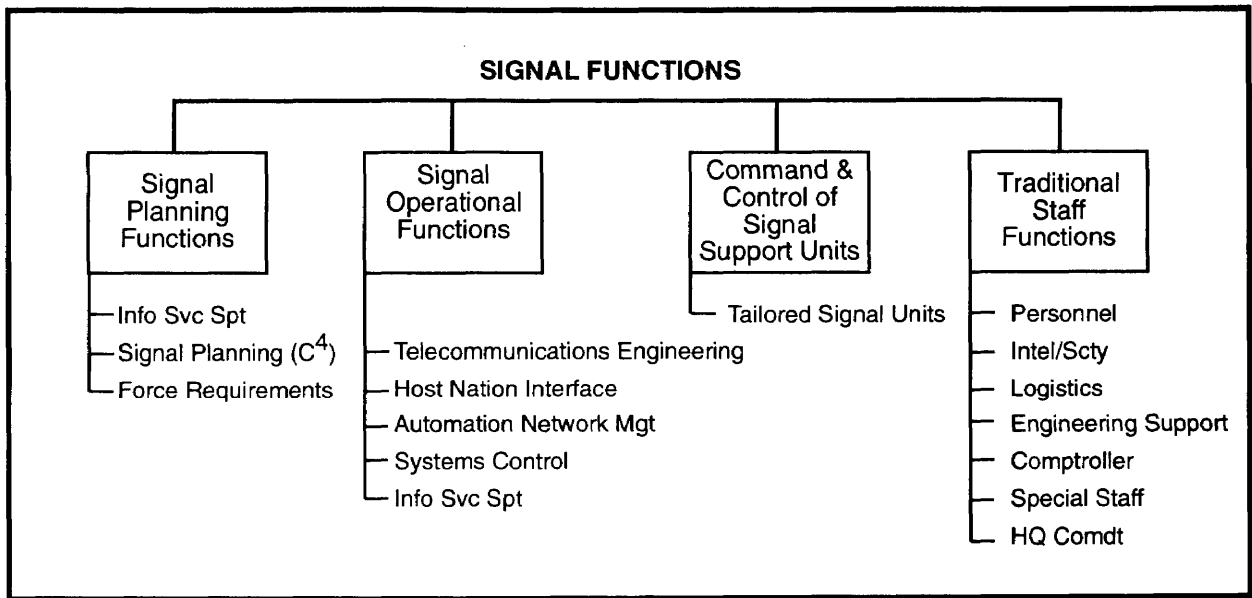 SIGNAL FUNCTIONS
Signal
Planning
Functions
Info Svc Spt
Signal Planning (C⁴)
Force Requirements
Signal
Operational
Functions
Telecommunications Engineering
Host Nation Interface
Automation Network Mgt
Systems Control
Info Svc Spt
Command &
Control of
Signal
Support Units
Tailored Signal Units
Traditional
Staff
Functions
Personnel
Intel/Scty
Logistics
Engineering Support
Comptroller
Special Staff
HQ Comdt